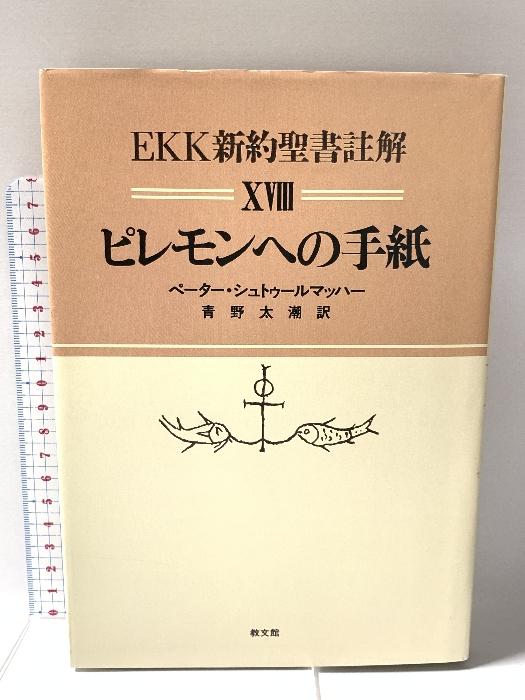 EKK新約聖書註解
XVIII
ピレモンへの手紙
ペーター・シュトゥールマッハー
青野太潮訳
教文館